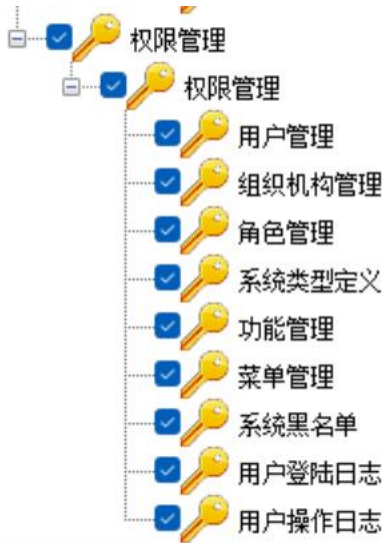 权限管理
权限管理
用户管理
组织机构管理
角色管理
系统类型定义
功能管理
菜单管理
系统黑名单
用户登陆日志
用户操作日志